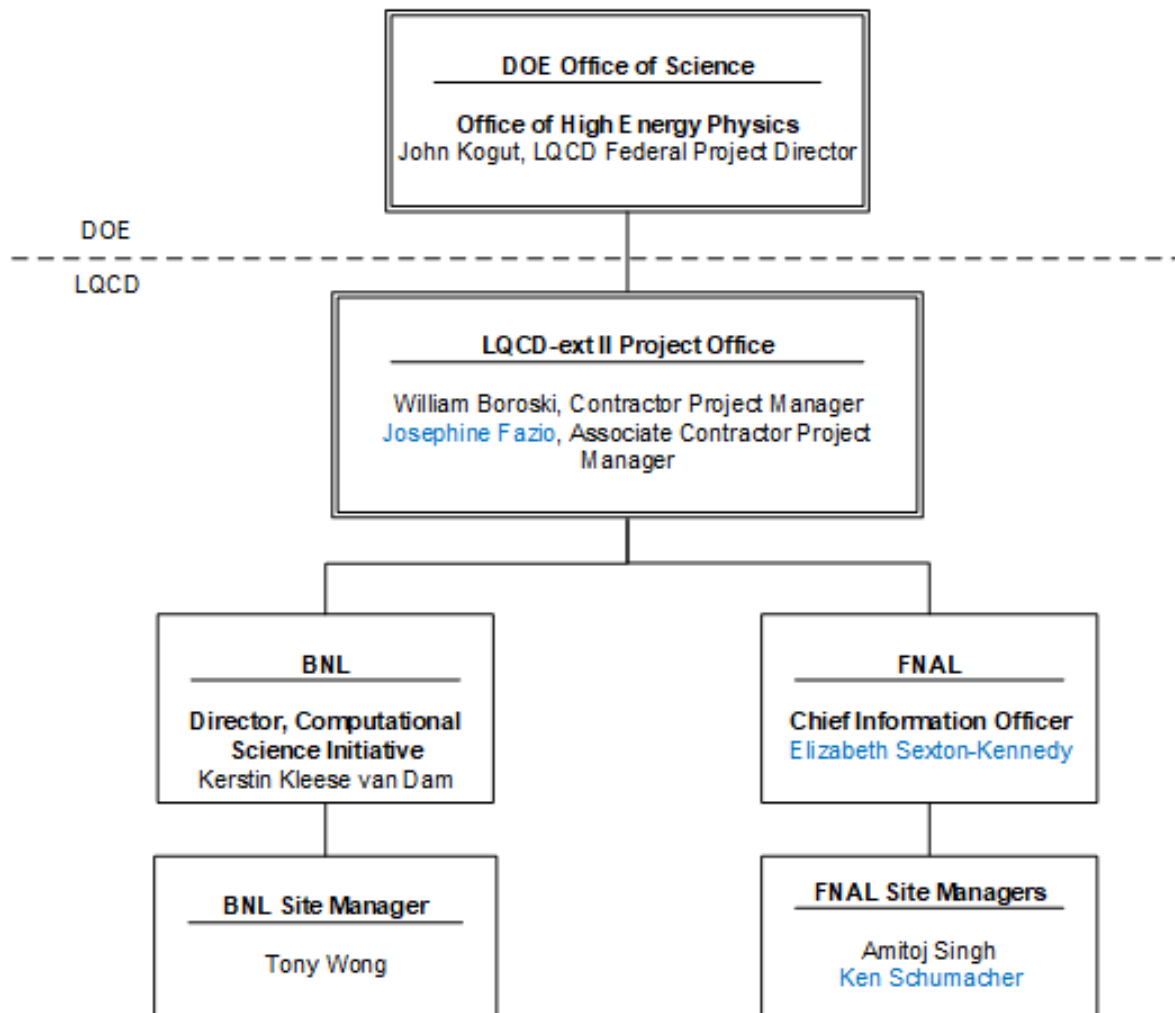 DOE Office of Science
Office of High Energy Physics
John Kogut, LQCD Federal Project Director
DOE
LQCD
LQCD-ext II Project Office
William Boroski, Contractor Project Manager
Josephine Fazio, Associate Contractor Project
Manager
BNL
Director, Computational
Science Initiative
Kerstin Kleese van Dam
FNAL
Chief Information Officer
Elizabeth Sexton-Kennedy
BNL Site Manager
Tony Wong
FNAL Site Managers
Amitoj Singh
Ken Schumacher